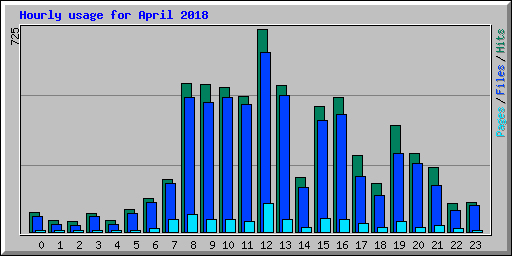 Hourly usage for April 2018
725
Pages/Files/Hits
0 1 2 3 4 5 6 7 8 9 10 11 12 13 14 15 16 17 18 19 20 21 22 23